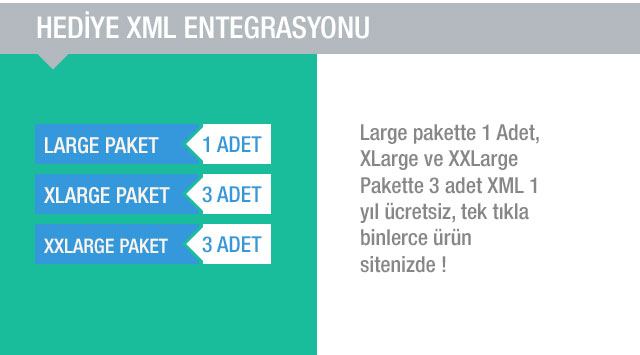 HEDİYE XML ENTEGRASYONU
LARGE PAKET 1 ADET
XLARGE PAKET 3 ADET
XXLARGE PAKET 3 ADET
Large pakette 1 Adet,
XLarge ve XXLarge
Pakette 3 adet XML 1
yıl ücretsiz, tek tıkla
binlerce ürün
sitenizde !